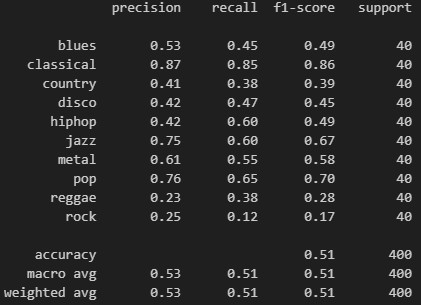 precision recall f1-score support
blues 0.53 0.45 0.49 40
classical 0.87 0.85 0.86 40
country 0.41 0.38 0.39 40
disco 0.42 0.47 0.45 40
hiphop 0.42 0.60 0.49 40
jazz 0.75 0.60 0.67 40
metal 0.61 0.55 0.58 40
pop 0.76 0.65 0.70 40
reggae 0.23 0.38 0.28 40
rock 0.25 0.12 0.17 40
accuracy 0.51 400
macro avg 0.53 0.51 0.51 400
weighted avg 0.53 0.51 0.51 400